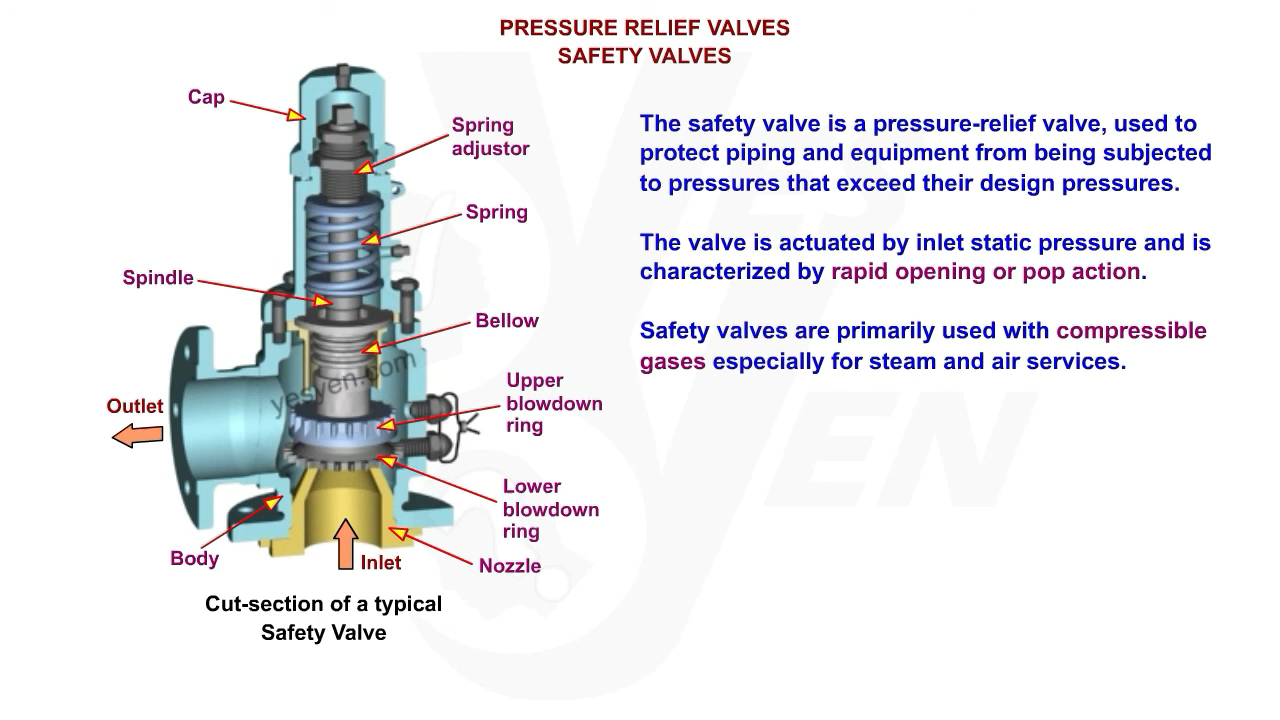 PRESSURE RELIEF VALVES
SAFETY VALVES
Cap
Spring
adjustor
Spring
Spindle
Bellow
Upper
blowdown
ring
Outlet
Lower
blowdown
ring
Body
Inlet
Nozzle
yesyen.com
Cut-section of a typical
Safety Valve
The safety valve is a pressure-relief valve, used to
protect piping and equipment from being subjected
to pressures that exceed their design pressures.
The valve is actuated by inlet static pressure and is
characterized by rapid opening or pop action.
Safety valves are primarily used with compressible
gases especially for steam and air services.
YES
YEN